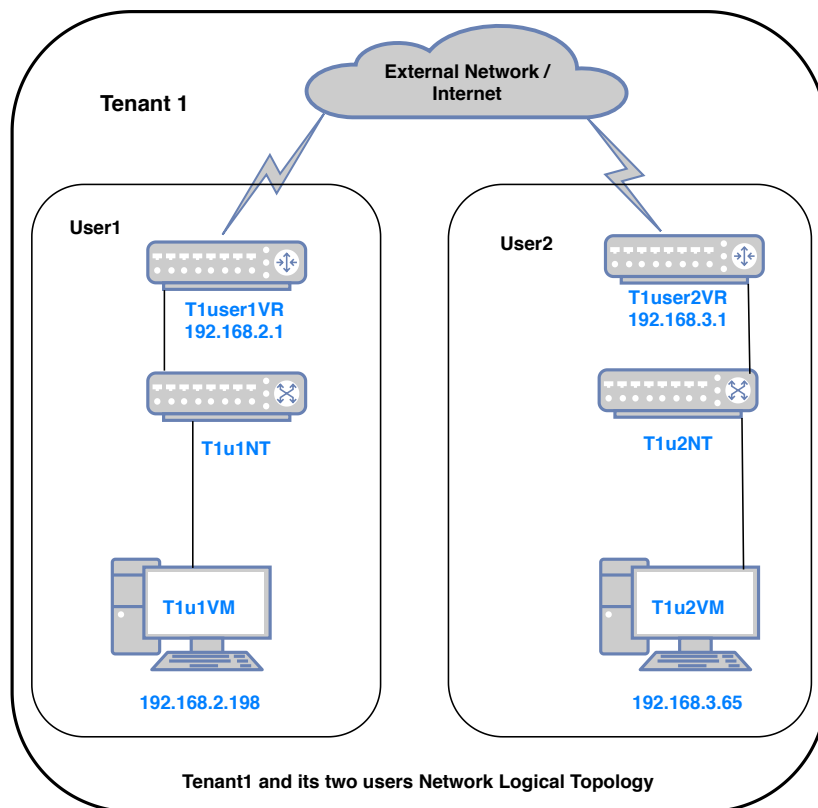 External Network /
Internet
Tenant 1
User1
T1user1VR
192.168.2.1
T1u1NT
T1u1VM
192.168.2.198
User2
T1user2VR
192.168.3.1
T1u2NT
T1u2VM
192.168.3.65
Tenant1 and its two users Network Logical Topology